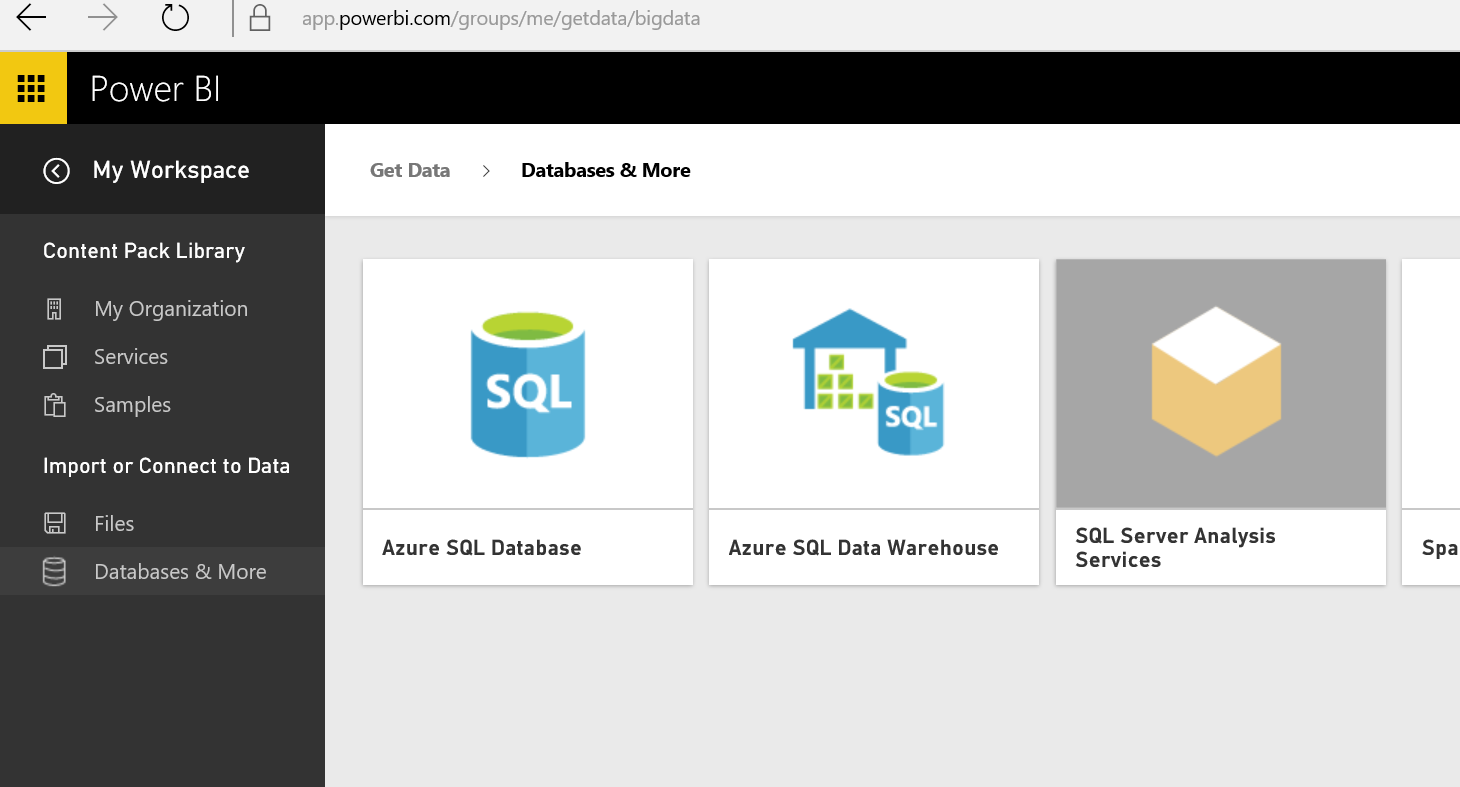 app.powerbi.com/groups/me/getdata/bigdata
Power BI
My Workspace
Content Pack Library
My Organization
Services
Samples
Import or Connect to Data
Files
Databases & More
Get Data
Databases & More
SQL
Azure SQL Database
SQL
Azure SQL Data Warehouse
SQL Server Analysis
Services
Spa